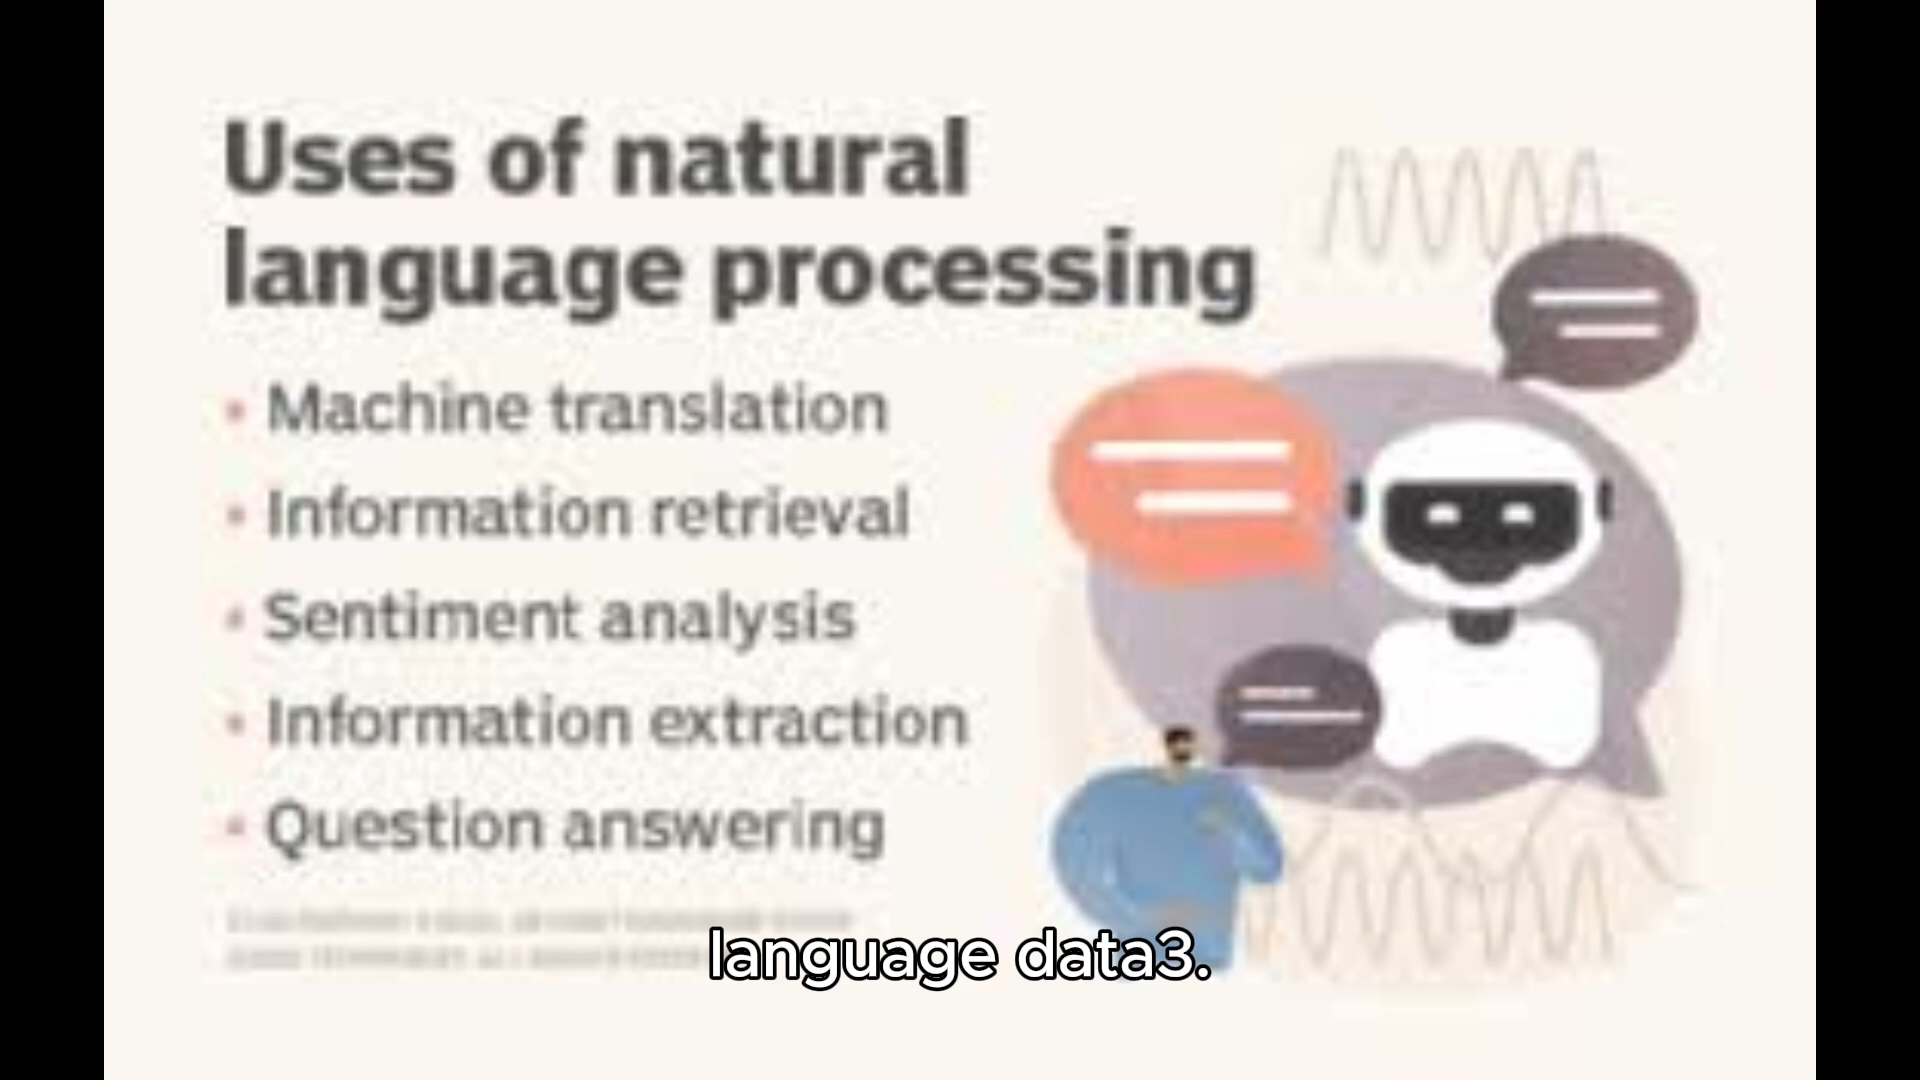 Uses of natural
language processing
• Machine translation
• Information retrieval
• Sentiment analysis
• Information extraction
• Question answering
language data3.